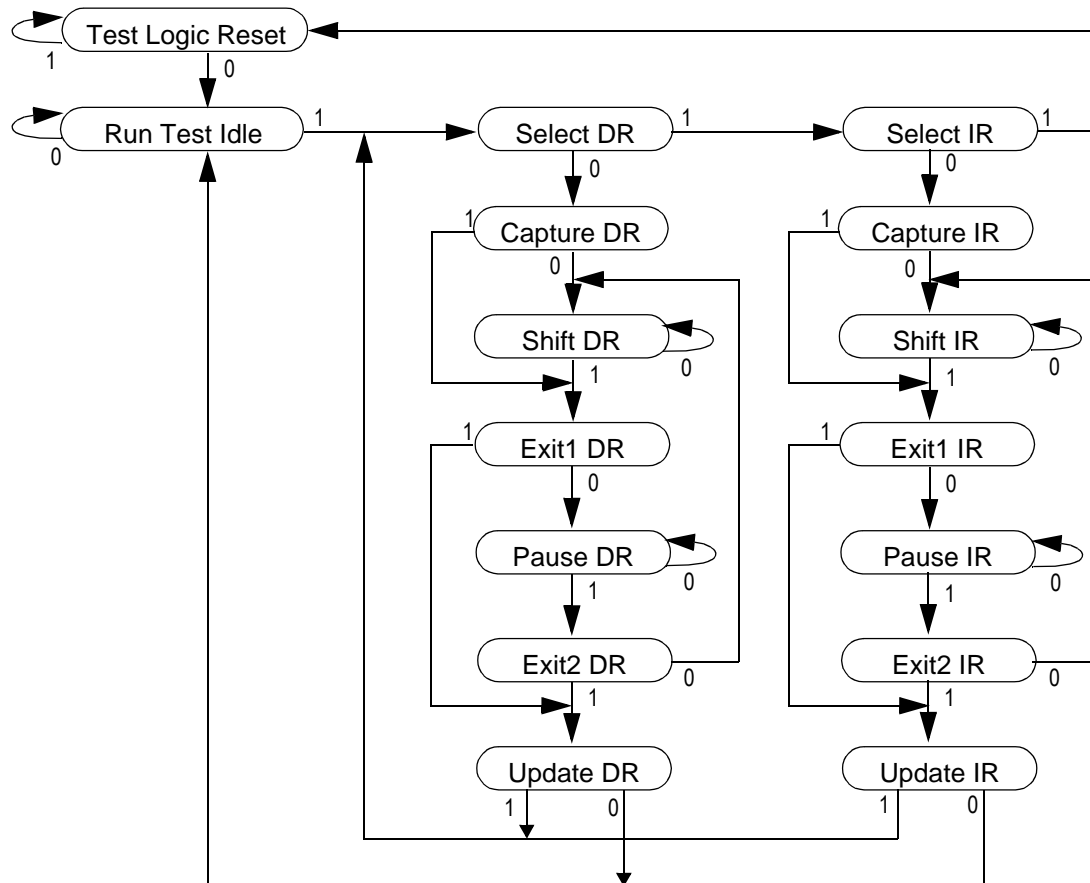 Test Logic Reset
1
0
Run Test Idle
1
0
Select DR
1
0
Select IR
1
0
1
Capture DR
0
1
Capture IR
0
Shift DR
0
1
Shift IR
0
1
1
Exit1 DR
0
1
Exit1 IR
0
Pause DR
0
1
Pause IR
0
1
Exit2 DR
0
1
Exit2 IR
0
1
Update DR
1
0
Update IR
1
0